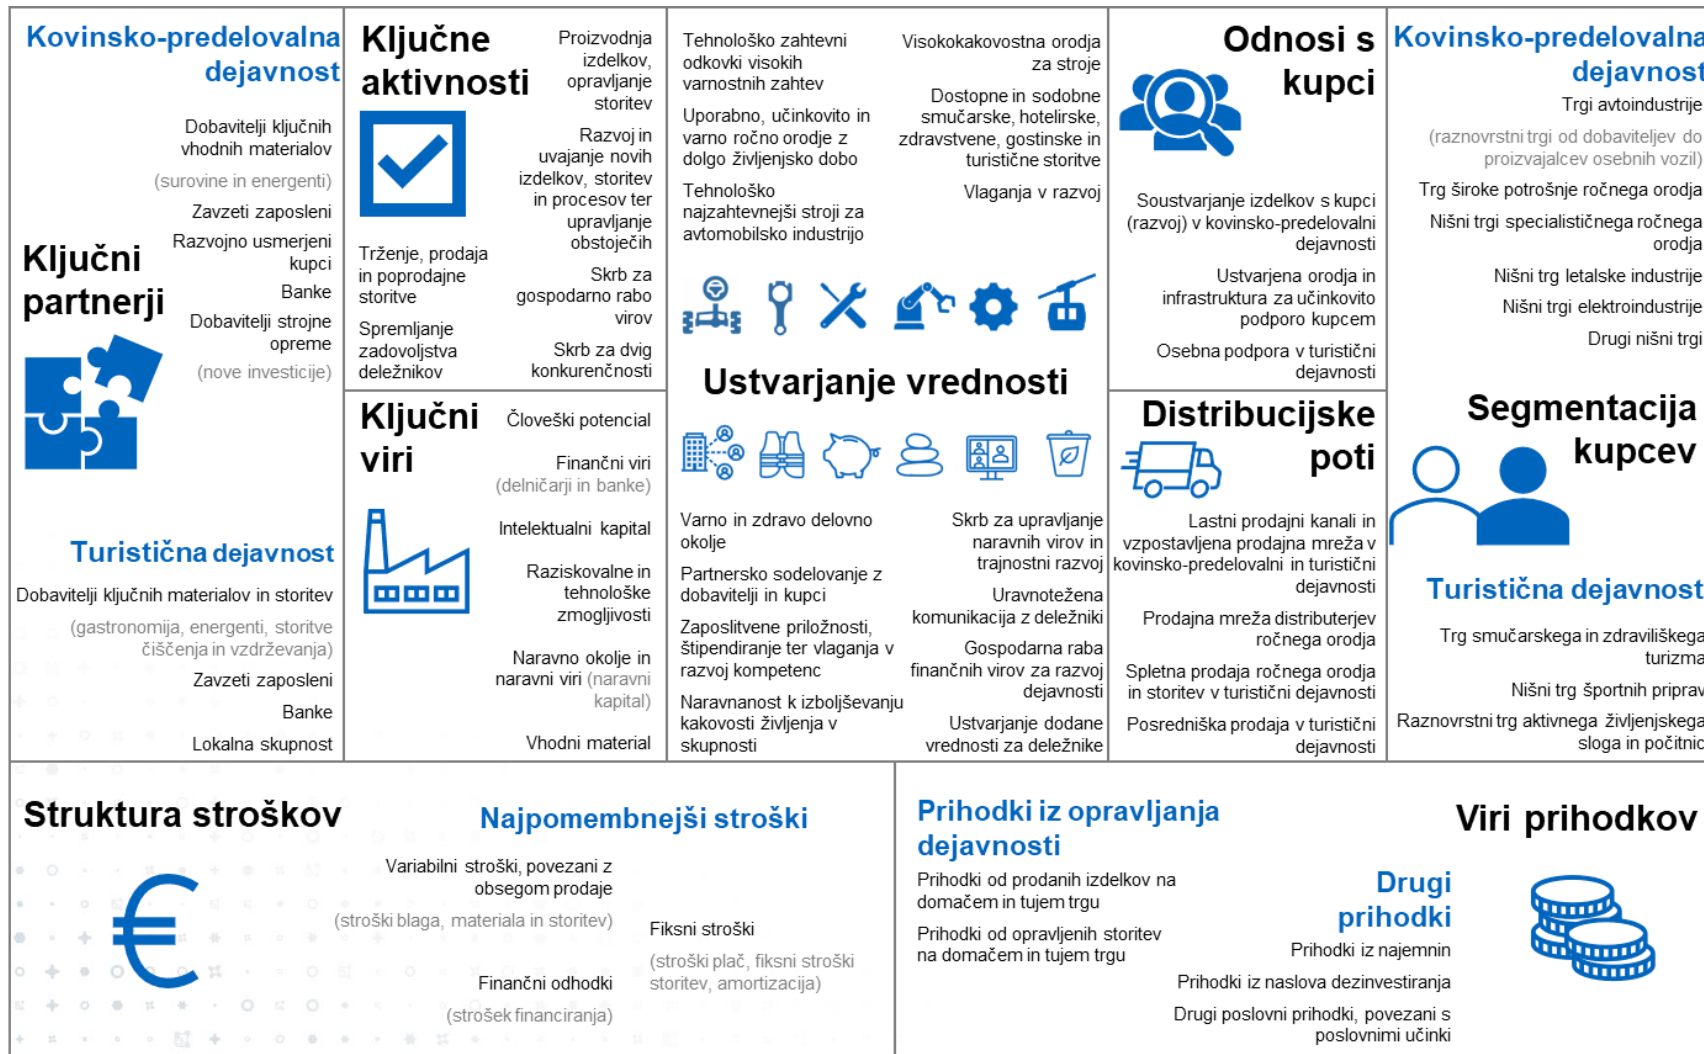 Kovinsko-predelovalna
dejavnost
Dobavitelji ključnih
vhodnih materialov
(surovine in energenti)
Zavzeti zaposleni
Razvojno usmerjeni
kupci
Banke
Dobavitelji strojne
opreme
(nove investicije)
Ključni
partnerji
Turistična dejavnost
Dobavitelji ključnih materialov in storitev
(gastronomija, energenti, storitve
čiščenja in vzdrževanja)
Zavzeti zaposleni
Banke
Lokalna skupnost
Ključne
aktivnosti
Trženje, prodaja
in poprodajne
storitve
Spremljanje
zadovoljstva
deležnikov
Proizvodnja
izdelkov,
opravljanje
storitev
Razvoj in
uvajanje novih
izdelkov, storitev
in procesov ter
upravljanje
obstoječih
Skrb za
gospodarno rabo
virov
Skrb za dvig
konkurenčnosti
Ključni
viri
Človeški potencial
Finančni viri
(delničarji in banke)
Intelektualni kapital
Raziskovalne in
tehnološke
zmogljivosti
Naravno okolje in
naravni viri (naravni
kapital)
Vhodni material
Tehnološko zahtevni
odkovki visokih
varnostnih zahtev
Uporabno, učinkovito in
varno ročno orodje z
dolgo življenjsko dobo
Tehnološko
najzahtevnejši stroji za
avtomobilsko industrijo
Visokokakovostna orodja
za stroje
Dostopne in sodobne
smučarske, hotelirske,
zdravstvene, gostinske in
turistične storitve
Vlaganja v razvoj
Ustvarjanje vrednosti
Varno in zdravo delovno
okolje
Partnersko sodelovanje z
dobavitelji in kupci
Zaposlitvene priložnosti,
štipendiranje ter vlaganja v
razvoj kompetenc
Naravnanost k izboljševanju
kakovosti življenja v
skupnosti
Skrb za upravljanje
naravnih virov in
trajnostni razvoj
Uravnotežena
komunikacija z deležniki
Gospodarna raba
finančnih virov za razvoj
dejavnosti
Ustvarjanje dodane
vrednosti za deležnike
Odnosi s
kupci
Soustvarjanje izdelkov s kupci
(razvoj) v kovinsko-predelovalni
dejavnosti
Ustvarjena orodja in
infrastruktura za učinkovito
podporo kupcem
Osebna podpora v turistični
dejavnosti
Distribucijske
poti
Lastni prodajni kanali in
vzpostavljena prodajna mreža v
kovinsko-predelovalni in turistični
dejavnosti
Prodajna mreža distributerjev
ročnega orodja
Spletna prodaja ročnega orodja
in storitev v turistični dejavnosti
Posredniška prodaja v turistični
dejavnosti
Kovinsko-predelovalna
dejavnost
Trgi avtoindustrije
(raznovrstni trgi od dobaviteljev do
proizvajalcev osebnih vozil)
Trg široke potrošnje ročnega orodja
Nišni trgi specialističnega ročnega
orodja
Nišni trg letalske industrije
Nišni trgi elektroindustrije
Drugi nišni trgi
Segmentacija
kupcev
Turistična dejavnost
Trg smučarskega in zdraviliškega
turizma
Nišni trg športnih priprav
Raznovrstni trg aktivnega življenjskega
sloga in počitnic
Struktura stroškov
Najpomembnejši stroški
Variabilni stroški, povezani z
obsegom prodaje
(stroški blaga, materiala in storitev)
Finančni odhodki
(strošek financiranja)
Fiksni stroški
(stroški plač, fiksni stroški
storitev, amortizacija)
Prihodki iz opravljanja
dejavnosti
Prihodki od prodanih izdelkov na
domačem in tujem trgu
Prihodki od opravljenih storitev
na domačem in tujem trgu
Viri prihodkov
Drugi
prihodki
Prihodki iz najemnin
Prihodki iz naslova dezinvestiranja
Drugi poslovni prihodki, povezani s
poslovnimi učinki